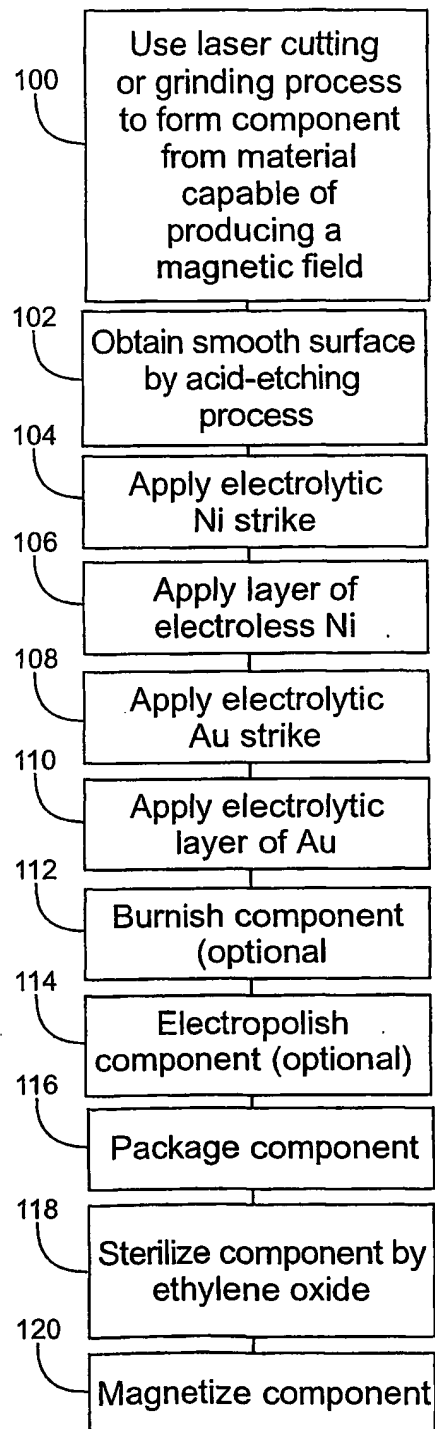 100
Use laser cutting
or grinding process
to form component
from material
capable of
producing a
magnetic field
102
Obtain smooth surface
by acid-etching
process
104
Apply electrolytic
Ni strike
106
Apply layer of
electroless Ni
108
Apply electrolytic
Au strike
110
Apply electrolytic
layer of Au
112
Burnish component
(optional
114
Electropolish
component (optional)
116
Package component
118
Sterilize component by
ethylene oxide
120
Magnetize component